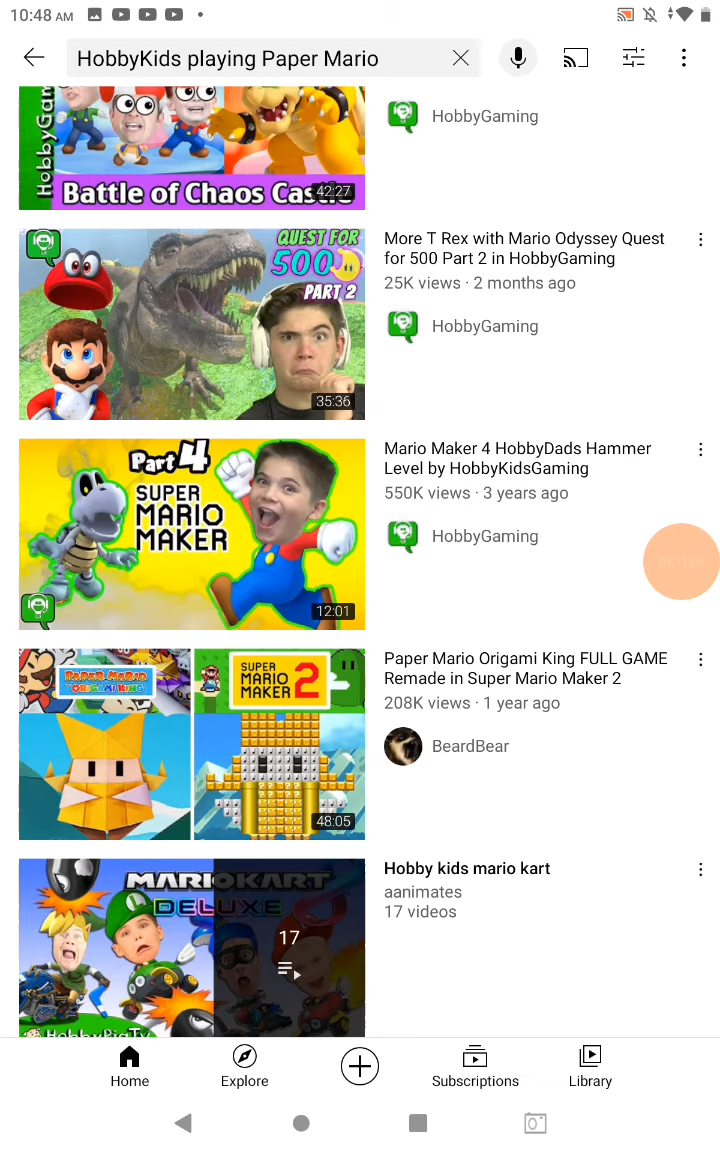 10:48 AM
HobbyKids playing Paper Mario
HobbyGam
Battle of Chaos Castle
42:27
HobbyGaming
QUEST FOR
500
PART 2
35:36
More T Rex with Mario Odyssey Quest
for 500 Part 2 in HobbyGaming
25K views · 2 months ago
HobbyGaming
Part 4
SUPER
MARIO
MAKER
12:01
Mario Maker 4 HobbyDads Hammer
Level by HobbyKidsGaming
550K views · 3 years ago
HobbyGaming
PAPER MARIO
ORIGAMI KING
SUPER
MARIO
MAKER 2
48:05
Paper Mario Origami King FULL GAME
Remade in Super Mario Maker 2
208K views · 1 year ago
BeardBear
MARIOKART
DELUXE
17
HobbyPigTV
Hobby kids mario kart
aanimates
17 videos
Home
Explore
Subscriptions
Library